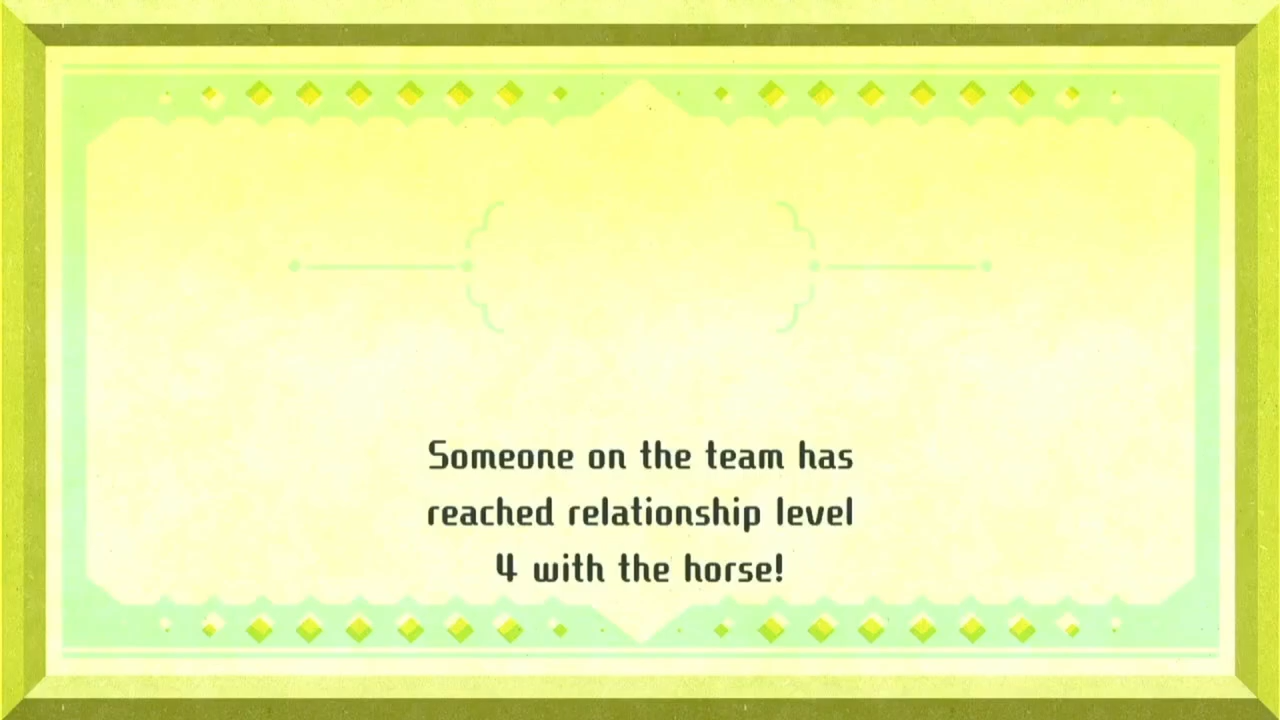 Someone on the team has
reached relationship level
4 with the horse!